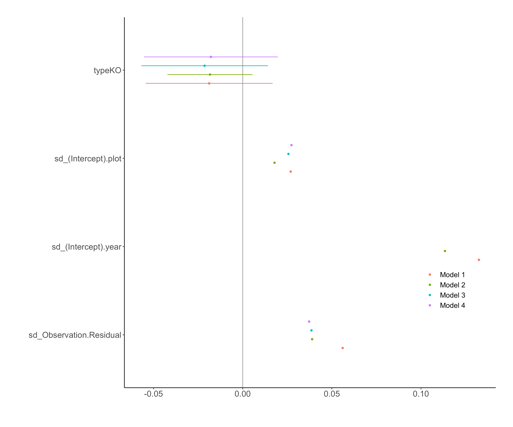 typeKO
sd_(Intercept).plot
sd_(Intercept).year
Model 1
Model 2
Model 3
Model 4
sd_Observation.Residual
-0.05 0.00 0.05 0.10